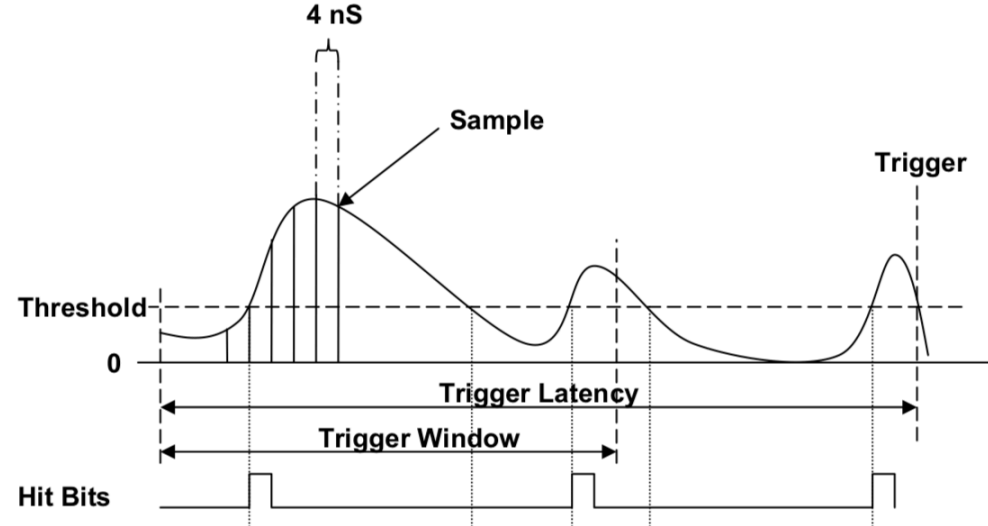 4 nS
Sample
Trigger
Threshold
0
Trigger Latency
Trigger Window
Hit Bits